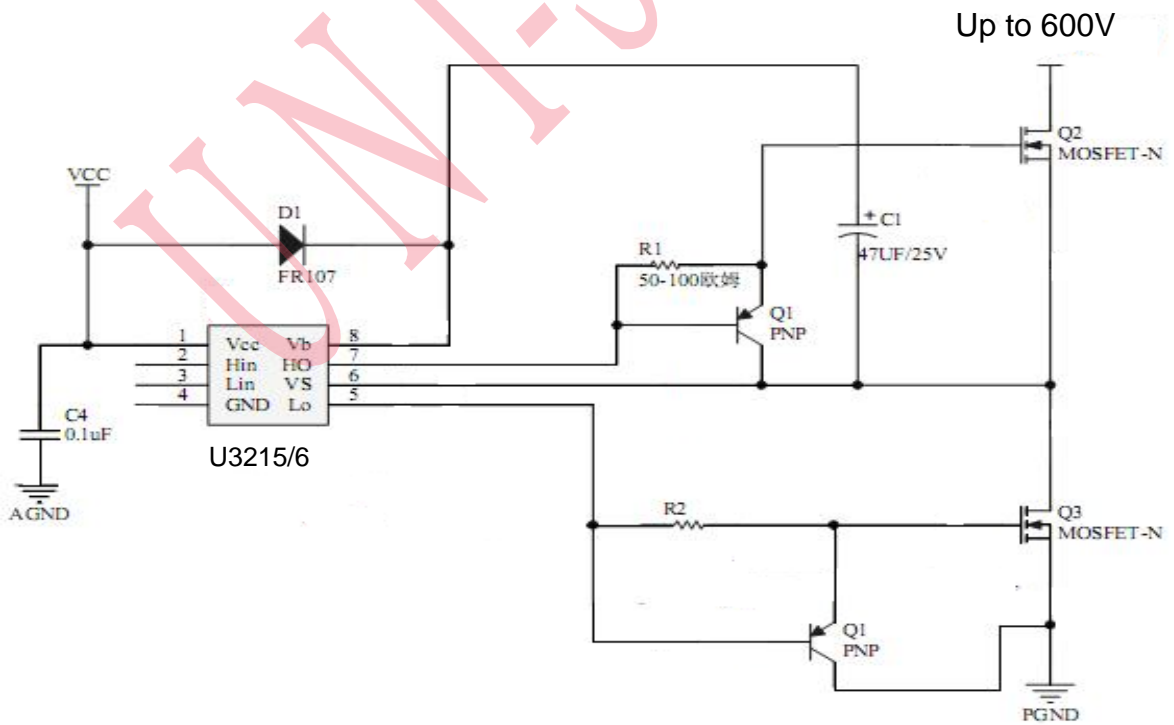 Up to 600V
UNI-S
Q2
MOSFET-N
VCC
D1
FR107
C1
47UF/25V
R1
50-100欧姆
Q1
PNP
1 Vcc Vb 8
2 Hin HO 7
3 Lin VS 6
4 GND Lo 5
U3215/6
C4
0.1uF
AGND
R2
Q3
MOSFET-N
Q1
PNP
PGND